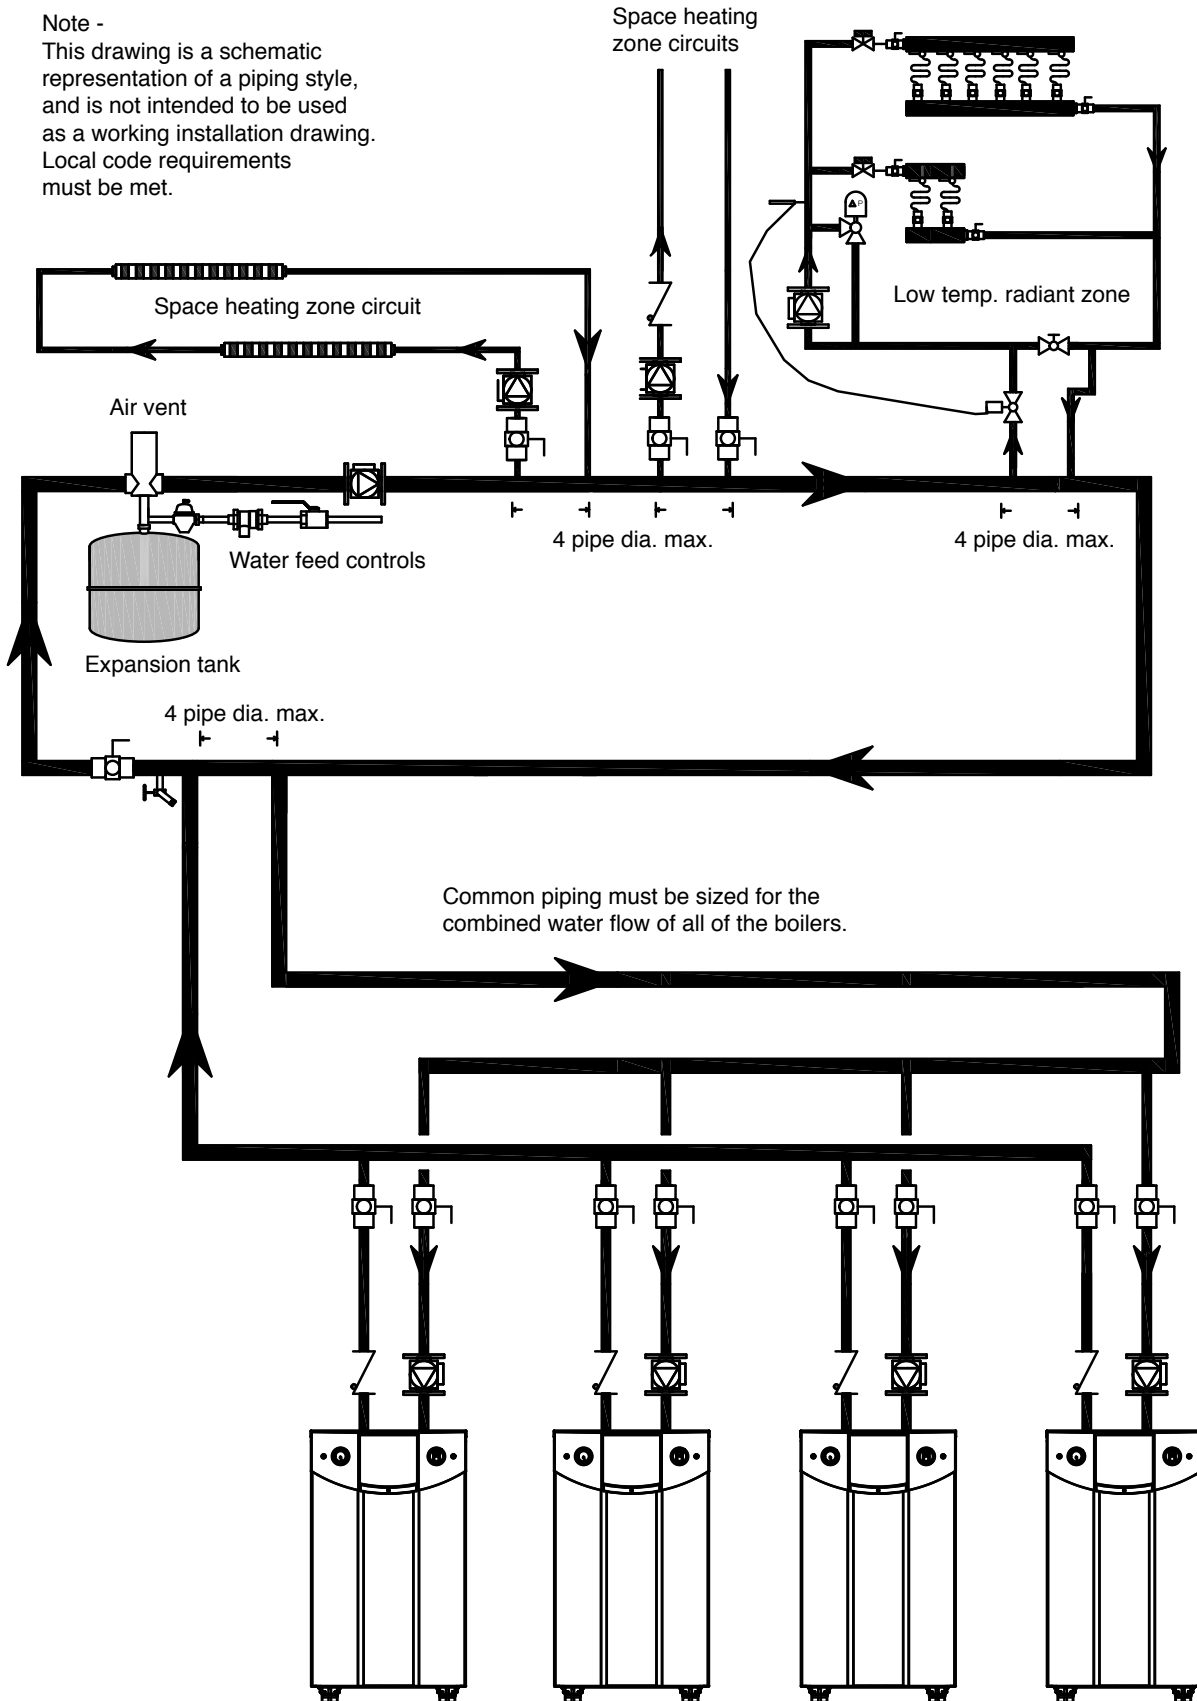 Note -
This drawing is a schematic
representation of a piping style,
and is not intended to be used
as a working installation drawing.
Local code requirements
must be met.
Space heating
zone circuits
Δ P
Space heating zone circuit
Low temp. radiant zone
Air vent
4 pipe dia. max.
4 pipe dia. max.
Water feed controls
Expansion tank
4 pipe dia. max.
Common piping must be sized for the
combined water flow of all of the boilers.